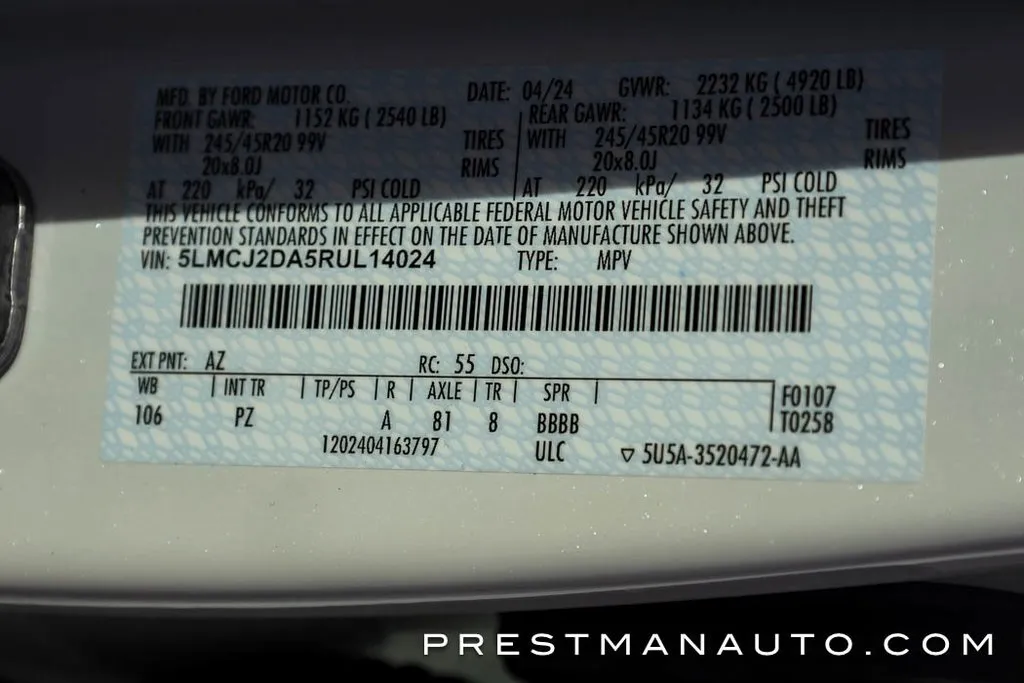 MFD. BY FORD MOTOR CO. DATE: 04/24 GVWR: 2232 KG ( 4920 LB)
FRONT GAWR: 1152 KG ( 2540 LB) REAR GAWR: 1134 KG ( 2500 LB)
WITH 245/45R20 99V TIRES WITH 245/45R20 99V TIRES
20x8.0J RIMS 20x8.0J RIMS
AT 220 kPa/ 32 PSI COLD AT 220 kPa/ 32 PSI COLD
THIS VEHICLE CONFORMS TO ALL APPLICABLE FEDERAL MOTOR VEHICLE SAFETY AND THEFT
PREVENTION STANDARDS IN EFFECT ON THE DATE OF MANUFACTURE SHOWN ABOVE.
VIN: 5LMCJ2DA5RUL14024 TYPE: MPV
EXT PNT: AZ RC: 55 DSO:
WB INT TR TP/PS R AXLE TR SPR F0107
106 PZ A 81 8 BBBB T0258
1202404163797 ULC ▽ 5U5A-3520472-AA
PRESTMANAUTO.COM